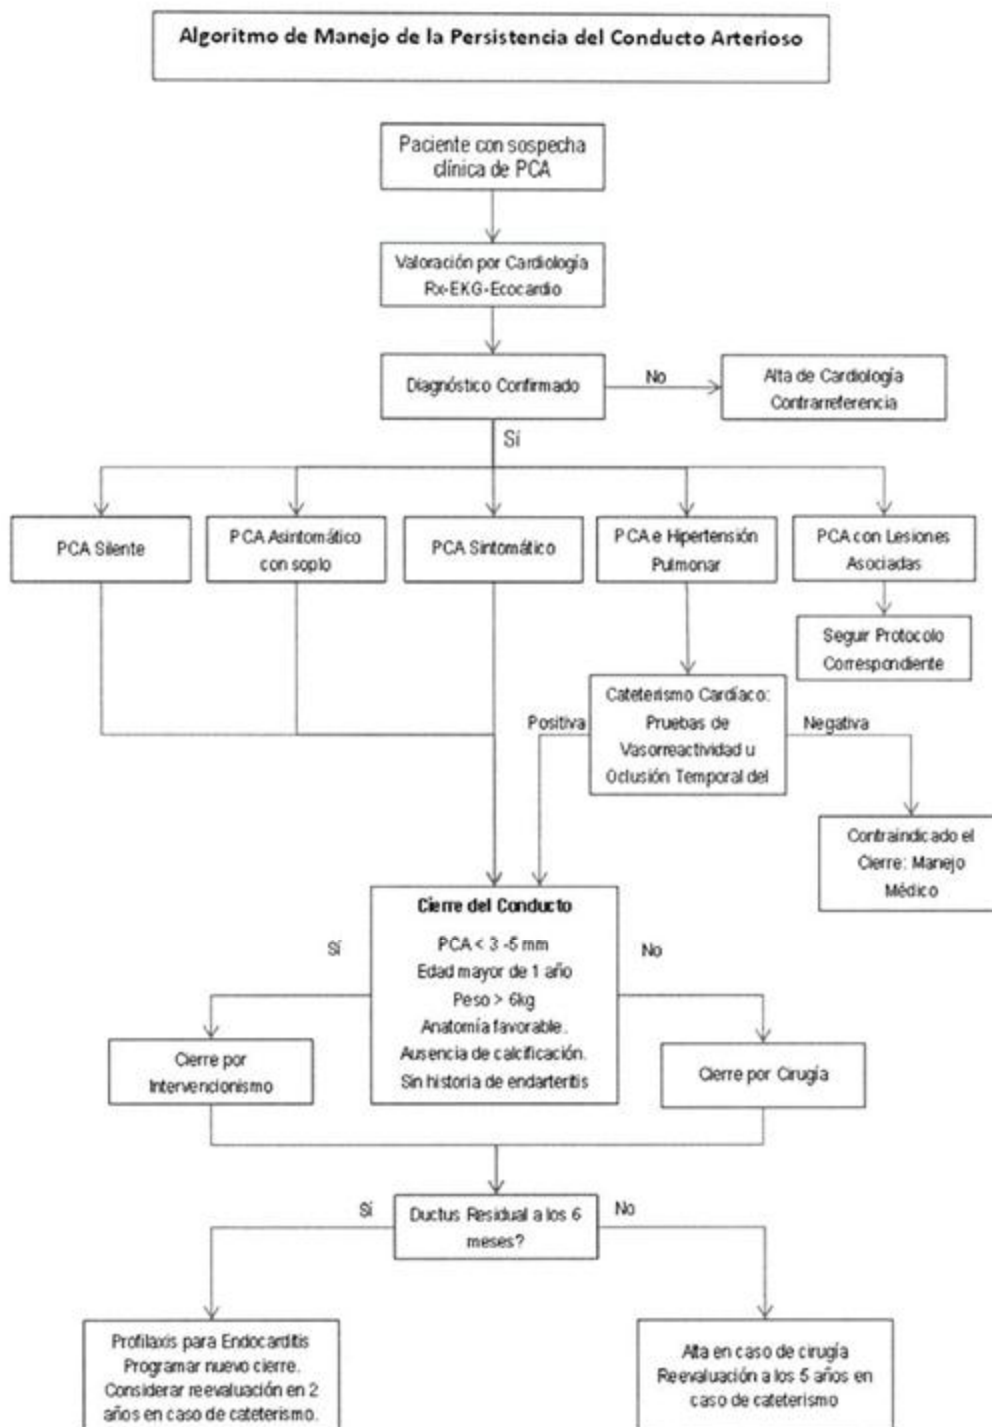 Algoritmo de Manejo de la Persistencia del Conducto Arterioso
Paciente con sospecha
clínica de PCA
Valoración por Cardiología
Rx-EKG-Ecocardio
Diagnóstico Confirmado
No
Alta de Cardiología
Contrarreferencia
Sí
PCA Silente
PCA Asintomático
con soplo
PCA Sintomático
PCA e Hipertensión
Pulmonar
PCA con Lesiones
Asociadas
Seguir Protocolo
Correspondiente
Cateterismo Cardíaco:
Pruebas de
Vasorreactividad u
Oclusión Temporal del
Positiva
Negativa
Contraindicado el
Cierre: Manejo
Médico
Cierre del Conducto
PCA < 3 -5 mm
Edad mayor de 1 año
Peso > 6kg
Anatomía favorable.
Ausencia de calcificación.
Sin historia de endarteritis
Sí
No
Cierre por
Intervencionismo
Cierre por Cirugía
Ductus Residual a los 6
meses?
Sí
No
Profilaxis para Endocarditis
Programar nuevo cierre.
Considerar reevaluación en 2
años en caso de cateterismo.
Alta en caso de cirugía
Reevaluación a los 5 años en
caso de cateterismo